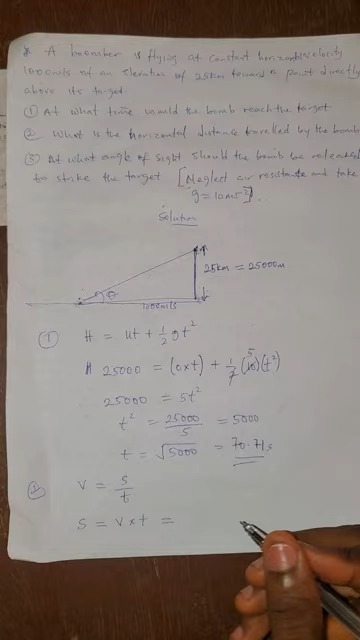 * A boomber is flying at constant horizontal velocity
1000m/s at an elevation of 25km toward a point directly
above its target.
① At what time would the bomb reach the target
② What is the horizontal distance travelled by the bomb
③ At what angle of sight should the bomb be released
to strike the target [Neglect air resistance and take
g=10ms⁻²].
Solution
25km = 25000m
θ
1000m/s
① H = ut + 1/2 gt²
25000 = (0×t) + 1/2 (10)(t²)
5
25000 = 5t²
t² = 25000/5 = 5000
t = √5000 = 70.71s
② V = s/t
S = V×t =